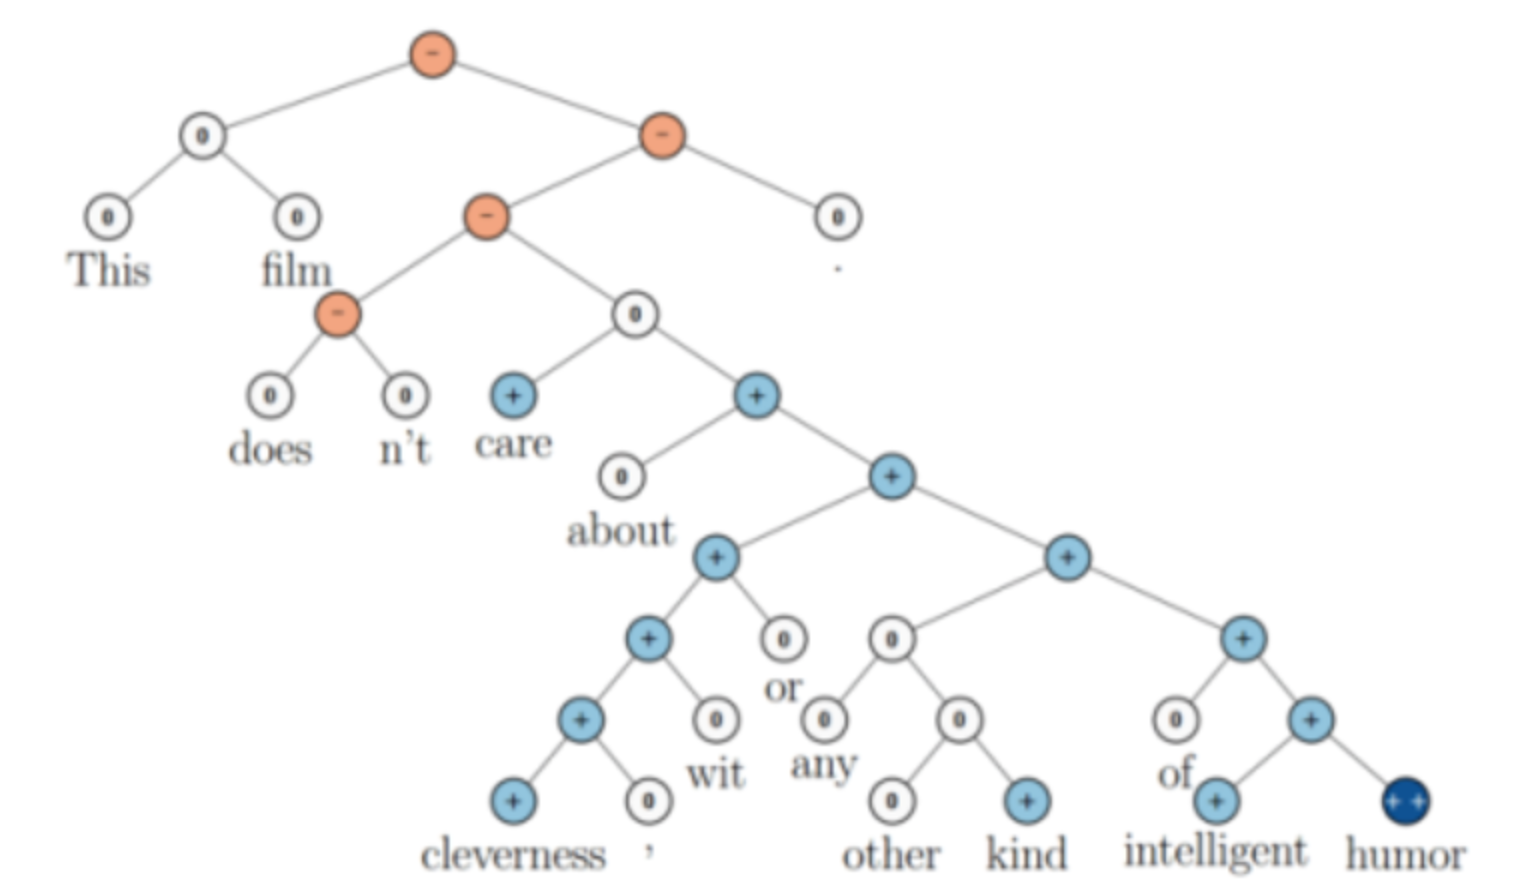 −
0 −
0 0 − 0
This film .
− 0
0 0 + +
does n't care
0 +
about
+ +
+ 0 0 +
or
+ 0 0 0 0 +
wit any of
+ 0 0 + + ++
cleverness , other kind intelligent humor